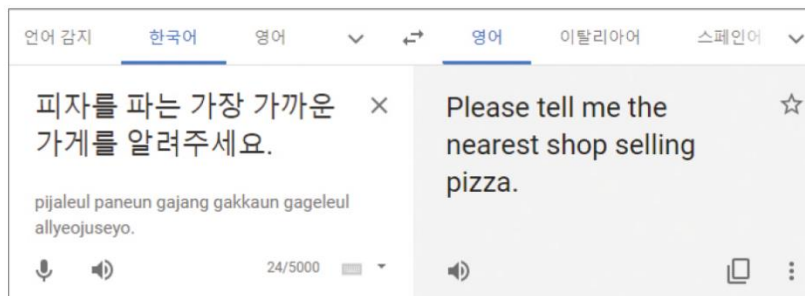 언어 감지 한국어 영어 영어 이탈리아어 스페인어
피자를 파는 가장 가까운
가게를 알려주세요.
pijaleul paneun gajang gakkaun gageleul
allyeojuseyo.
24/5000
Please tell me the
nearest shop selling
pizza.